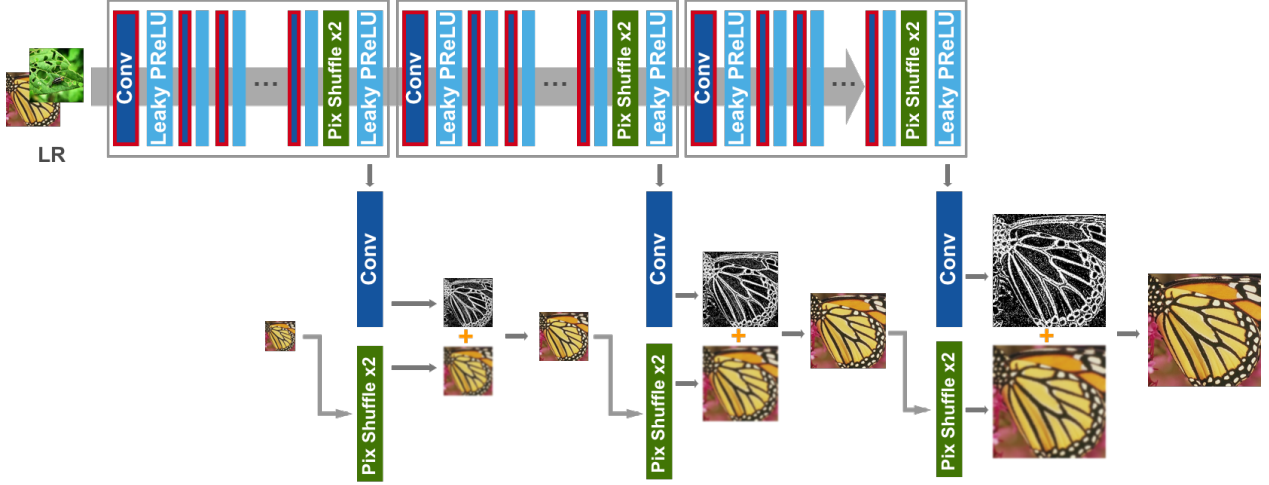 Conv
Leaky PReLU
...
Pix Shuffle x2
Leaky PReLU
Conv
Leaky PReLU
...
Pix Shuffle x2
Leaky PReLU
Conv
Leaky PReLU
...
Pix Shuffle x2
Leaky PReLU
LR
Conv
Conv
Conv
+
+
+
Pix Shuffle x2
Pix Shuffle x2
Pix Shuffle x2